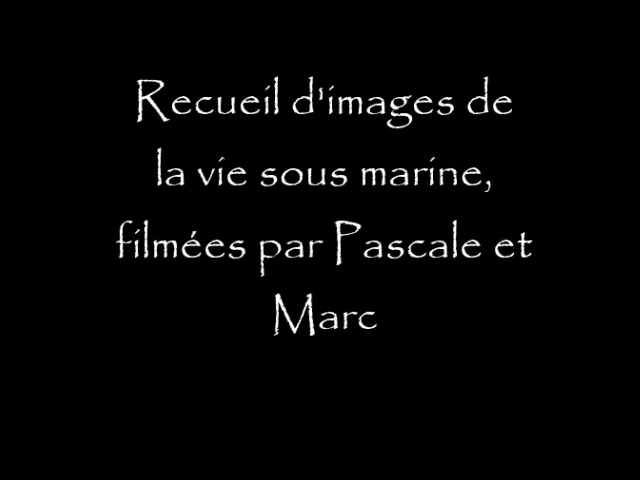 Recueil d'images de
la vie sous marine,
filmées par Pascale et
Marc